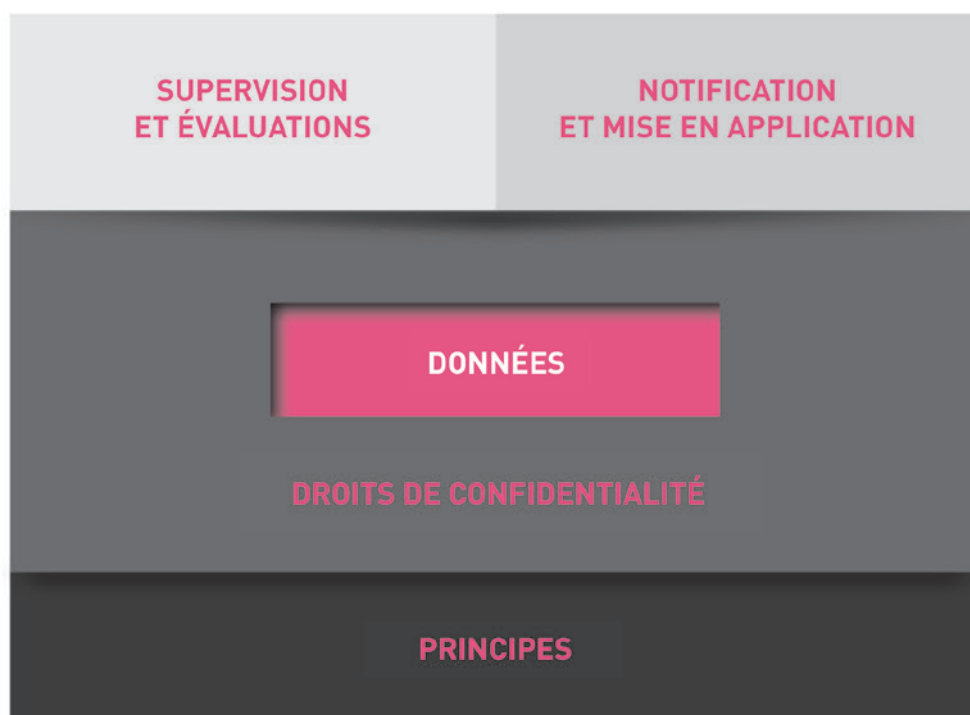 SUPERVISION
ET ÉVALUATIONS
NOTIFICATION
ET MISE EN APPLICATION
DONNÉES
DROITS DE CONFIDENTIALITÉ
PRINCIPES